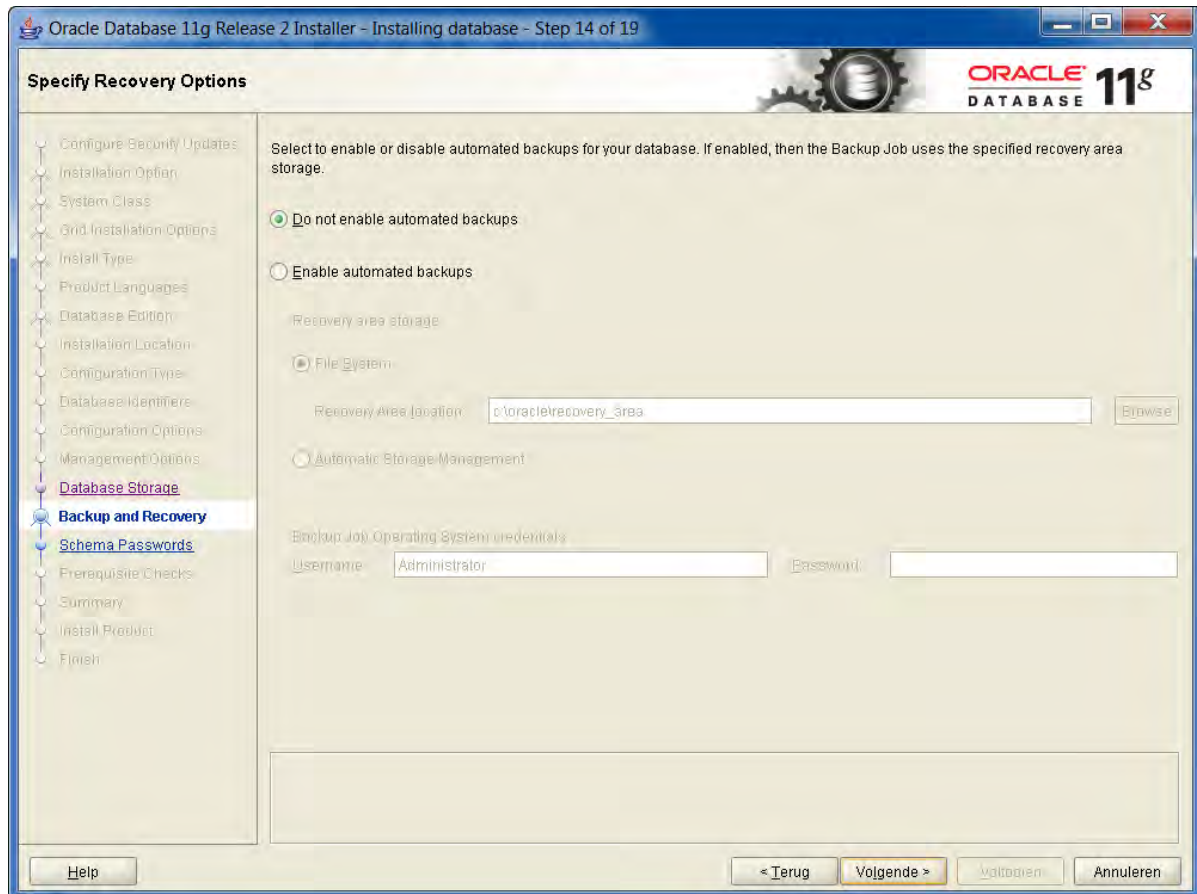 Oracle Database 11g Release 2 Installer - Installing database - Step 14 of 19
Specify Recovery Options
ORACLE DATABASE 11g
Configure Security Updates
Installation Option
System Class
Grid Installation Options
Install Type
Product Languages
Database Edition
Installation Location
Configuration Type
Database Identifiers
Configuration Options
Management Options
Database Storage
Backup and Recovery
Schema Passwords
Prerequisite Checks
Summary
Install Product
Finish
Select to enable or disable automated backups for your database. If enabled, then the Backup Job uses the specified recovery area
storage.
Do not enable automated backups
Enable automated backups
Recovery area storage
File System
Recovery Area location c:\oracle\recovery_area Browse
Automatic Storage Management
Backup Job Operating System credentials
Username Administrator Password
Help < Terug Volgende > Voltooien Annuleren